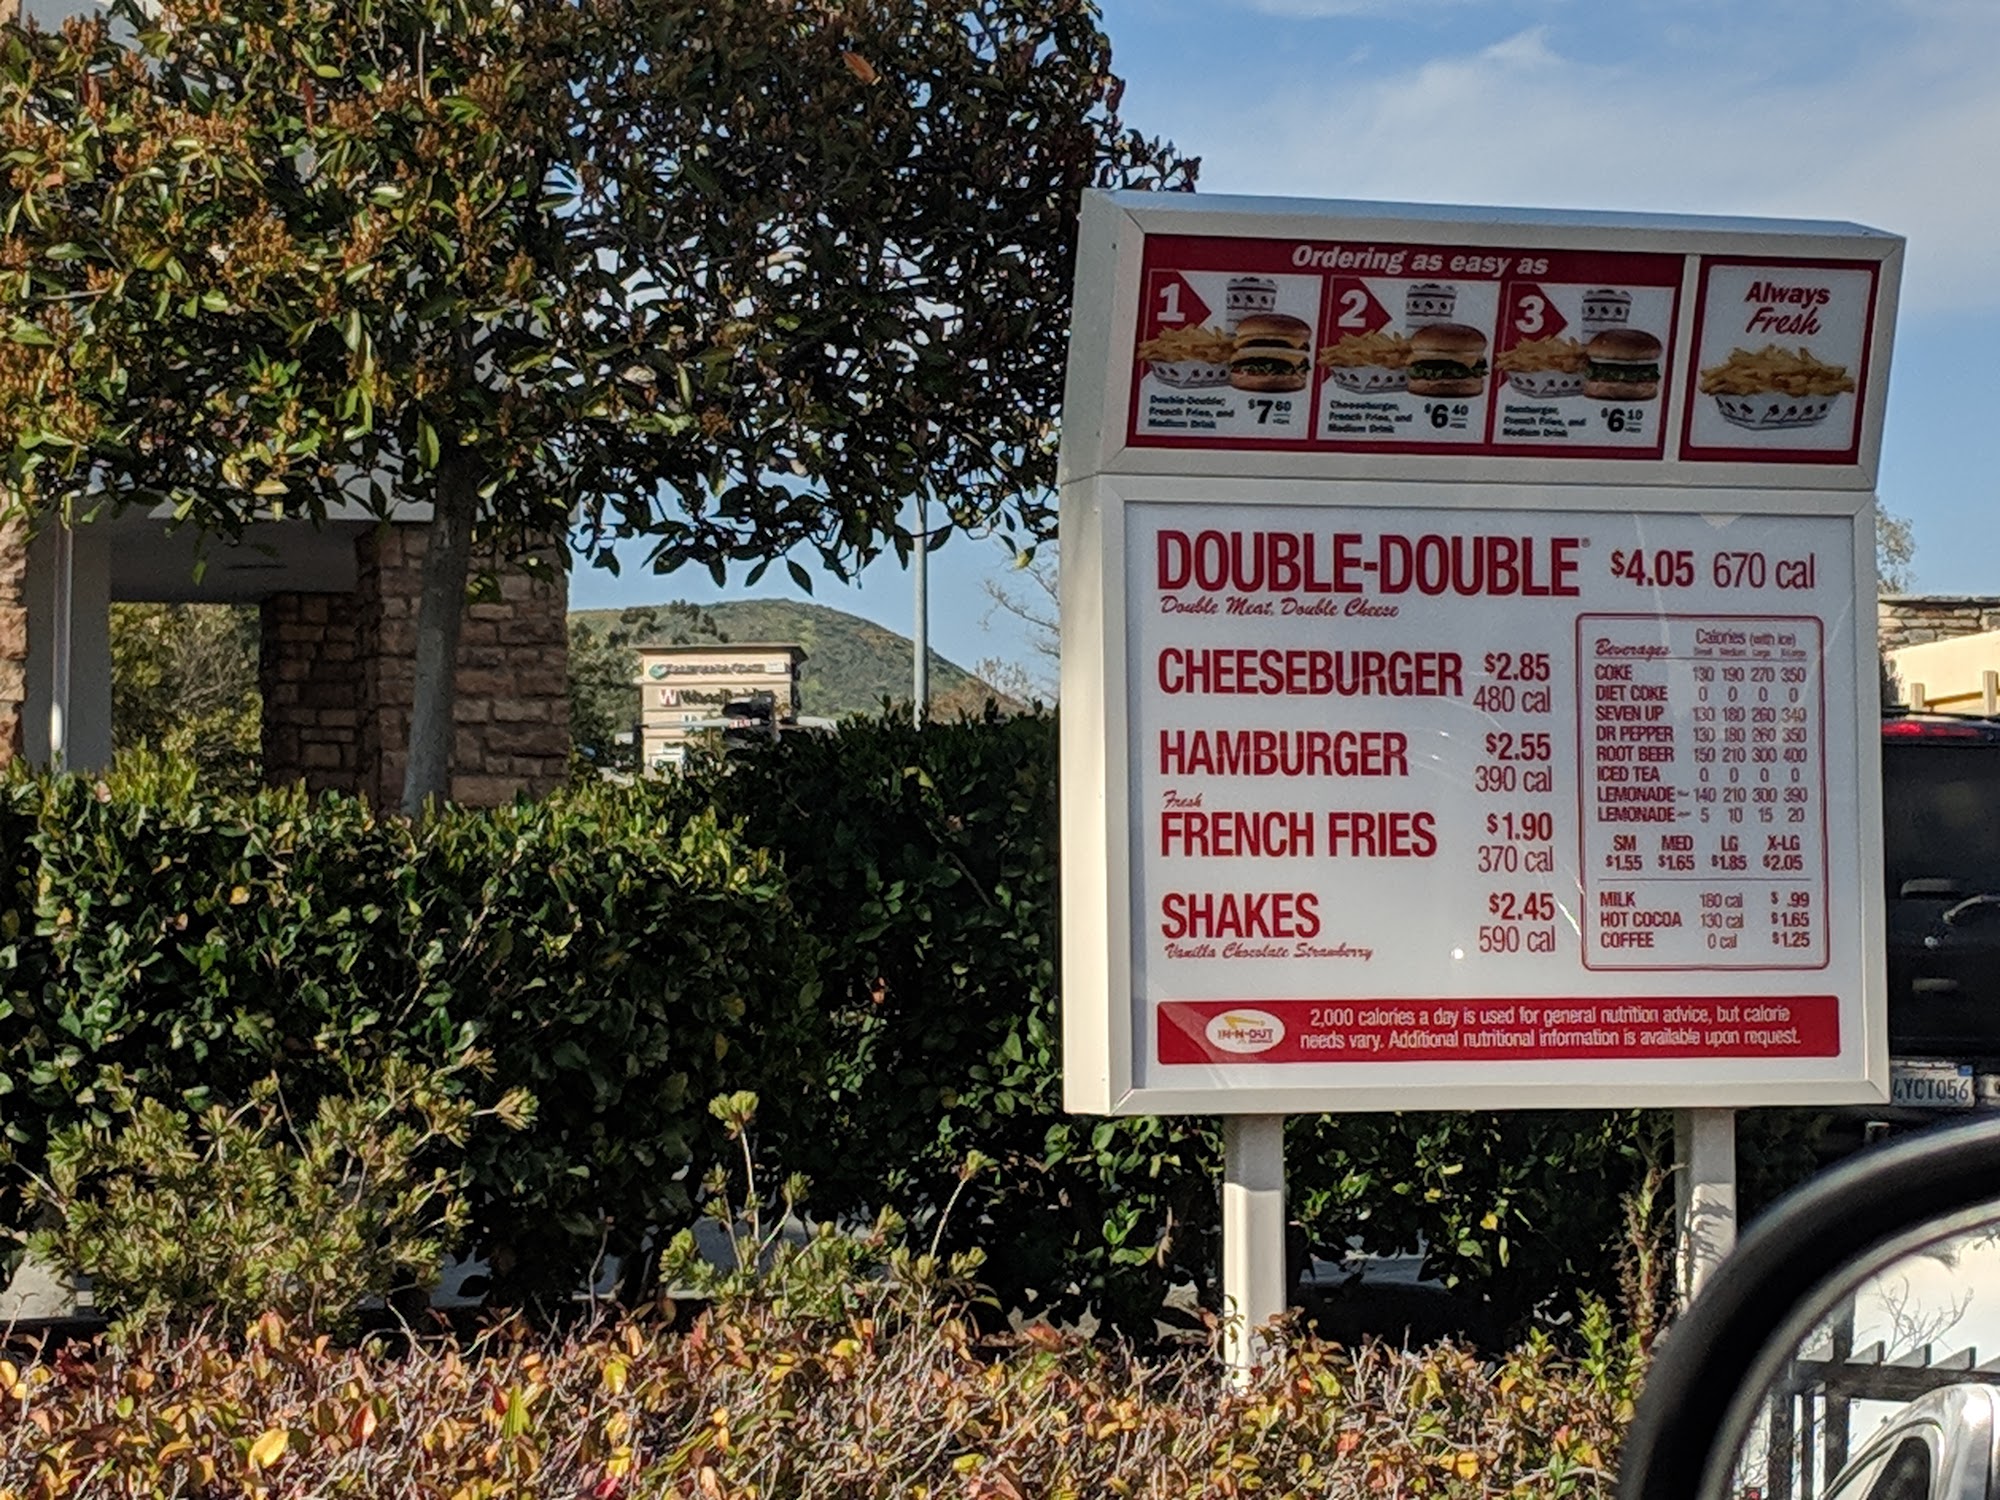 Ordering as easy as
1
2
3
Always
Fresh
Double-Double,
French Fries, and
Medium Drink
$7 60
Cheeseburger,
French Fries, and
Medium Drink
$6 40
Hamburger,
French Fries, and
Medium Drink
$6 10
DOUBLE-DOUBLE® $4.05 670 cal
Double Meat, Double Cheese
CHEESEBURGER $2.85
480 cal
HAMBURGER $2.55
390 cal
Fresh
FRENCH FRIES $1.90
370 cal
SHAKES $2.45
590 cal
Vanilla Chocolate Strawberry
Calories (with ice)
Beverages Small Medium Large X-Large
COKE 130 190 270 350
DIET COKE 0 0 0 0
SEVEN UP 130 180 260 340
DR PEPPER 130 180 260 350
ROOT BEER 150 210 300 400
ICED TEA 0 0 0 0
LEMONADE 140 210 300 390
LEMONADE 5 10 15 20
SM MED LG X-LG
$1.55 $1.65 $1.85 $2.05
MILK 180 cal $ .99
HOT COCOA 130 cal $1.65
COFFEE 0 cal $1.25
IN-N-OUT
2,000 calories a day is used for general nutrition advice, but calorie
needs vary. Additional nutritional information is available upon request.
4YCT056